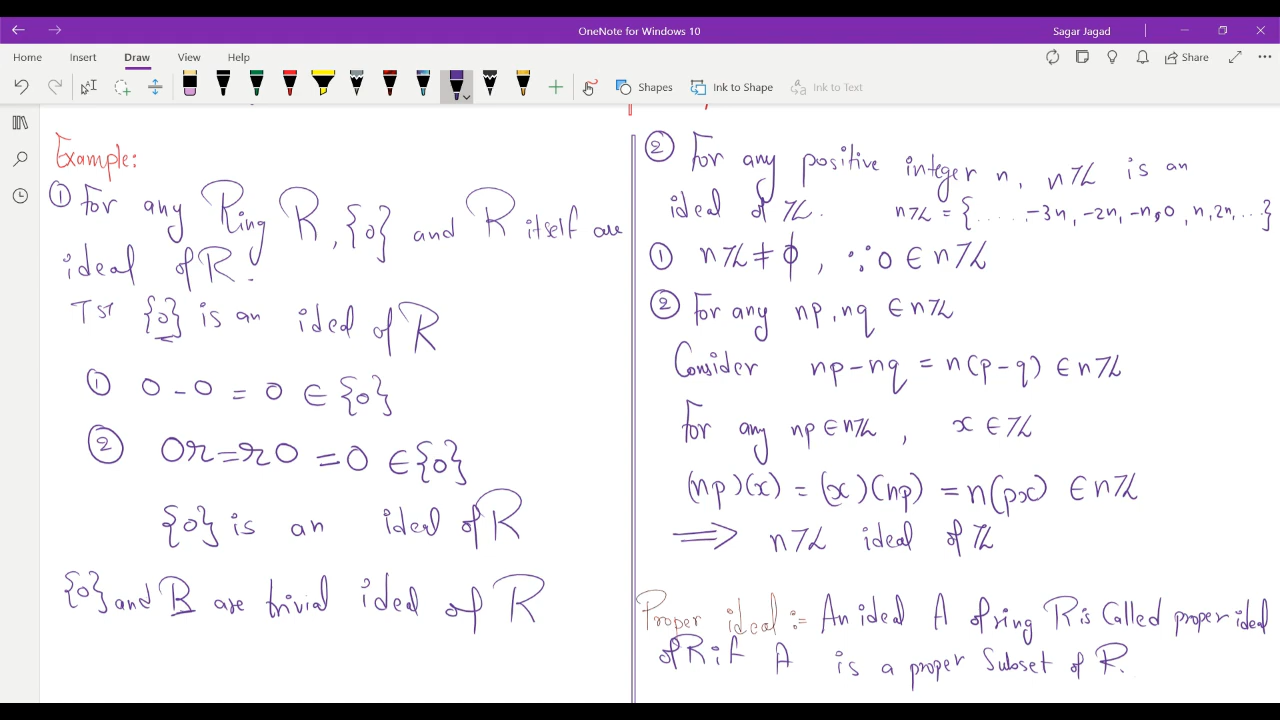 OneNote for Windows 10
Sagar Jagad
Home Insert Draw View Help
Share
Shapes Ink to Shape Ink to Text
Example:
① For any Ring R, {0} and R itself are
ideal of R.
TST {0} is an ideal of R
① 0 - 0 = 0 ∈ {0}
② 0r = r0 = 0 ∈ {0}
{0} is an ideal of R
{0} and R are trivial ideal of R
② For any positive integer n, nZ is an
ideal of Z. nZ = {......, -3n, -2n, -n, 0, n, 2n, ...}
① nZ ≠ ϕ, ∵ 0 ∈ nZ
② For any np, nq ∈ nZ
Consider np - nq = n(p - q) ∈ nZ
For any np ∈ nZ, x ∈ Z
(np)(x) = (x)(np) = n(px) ∈ nZ
⟹ nZ ideal of Z
Proper ideal := An ideal A of ring R is Called proper ideal
of R if A is a proper Subset of R.